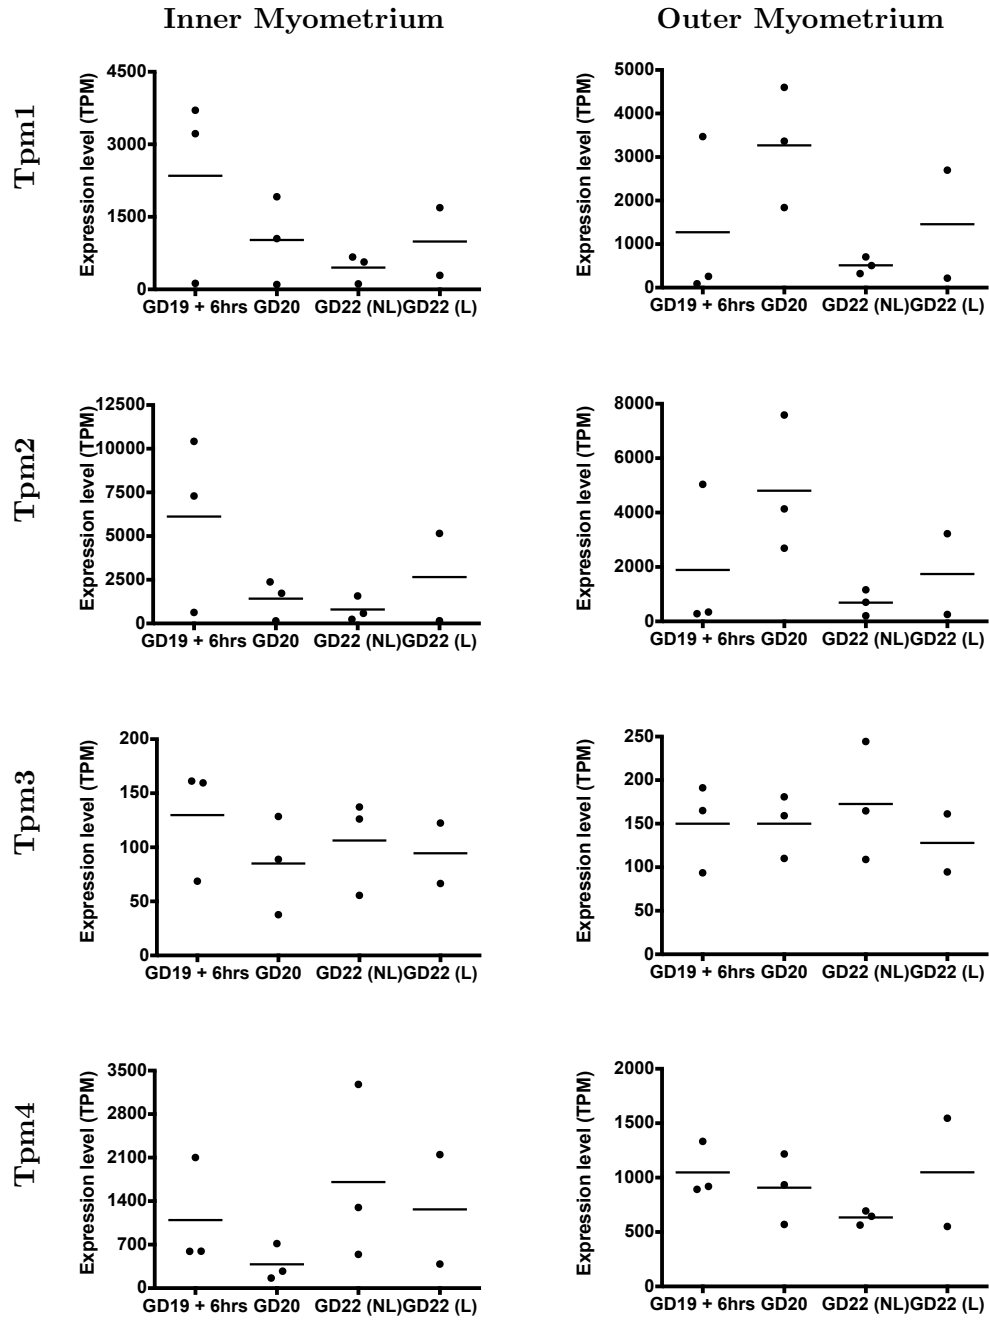 Inner Myometrium
Outer Myometrium
Tpm1
Expression level (TPM)
4500
3000
1500
0
GD19 + 6hrs GD20 GD22 (NL) GD22 (L)
Expression level (TPM)
5000
4000
3000
2000
1000
0
GD19 + 6hrs GD20 GD22 (NL) GD22 (L)
Tpm2
Expression level (TPM)
12500
10000
7500
5000
2500
0
GD19 + 6hrs GD20 GD22 (NL) GD22 (L)
Expression level (TPM)
8000
6000
4000
2000
0
GD19 + 6hrs GD20 GD22 (NL) GD22 (L)
Tpm3
Expression level (TPM)
200
150
100
50
0
GD19 + 6hrs GD20 GD22 (NL) GD22 (L)
Expression level (TPM)
250
200
150
100
50
0
GD19 + 6hrs GD20 GD22 (NL) GD22 (L)
Tpm4
Expression level (TPM)
3500
2800
2100
1400
700
0
GD19 + 6hrs GD20 GD22 (NL) GD22 (L)
Expression level (TPM)
2000
1500
1000
500
0
GD19 + 6hrs GD20 GD22 (NL) GD22 (L)